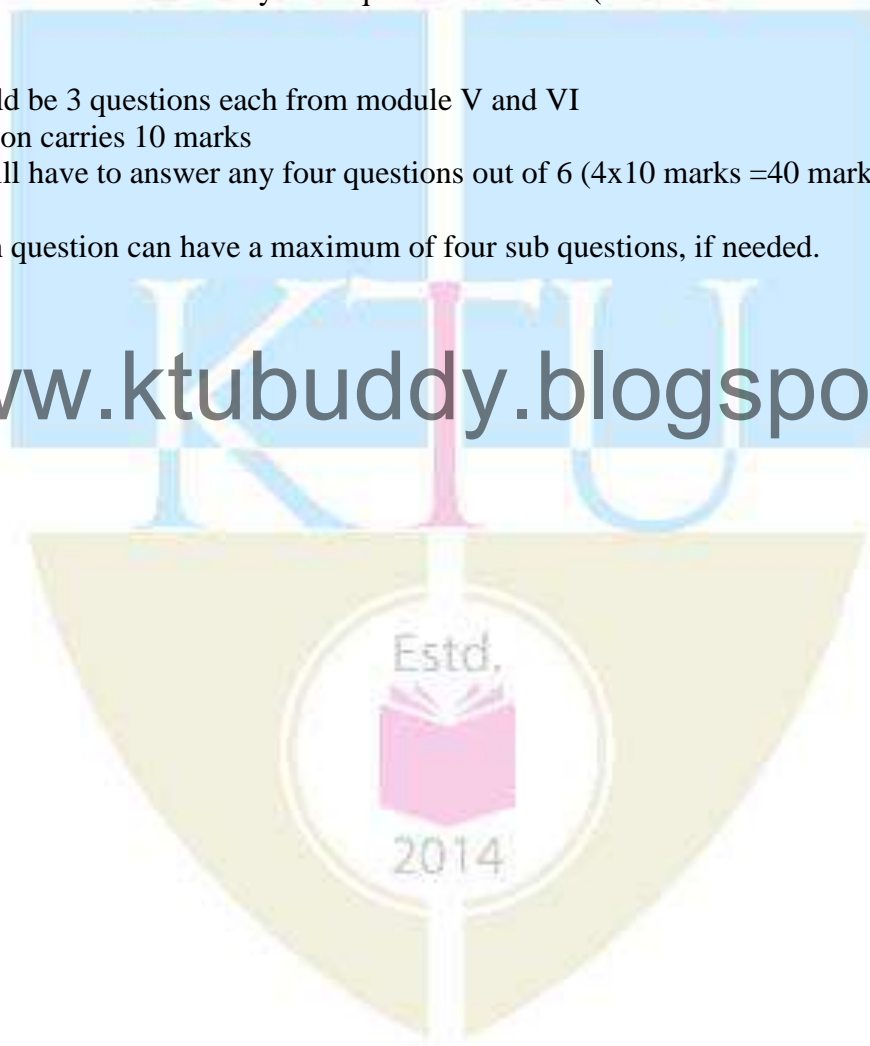 ld be 3 questions each from module V and VI
on carries 10 marks
ll have to answer any four questions out of 6 (4x10 marks =40 mark
question can have a maximum of four sub questions, if needed.
KTU
w.ktubuddy.blogspo
Estd.
2014